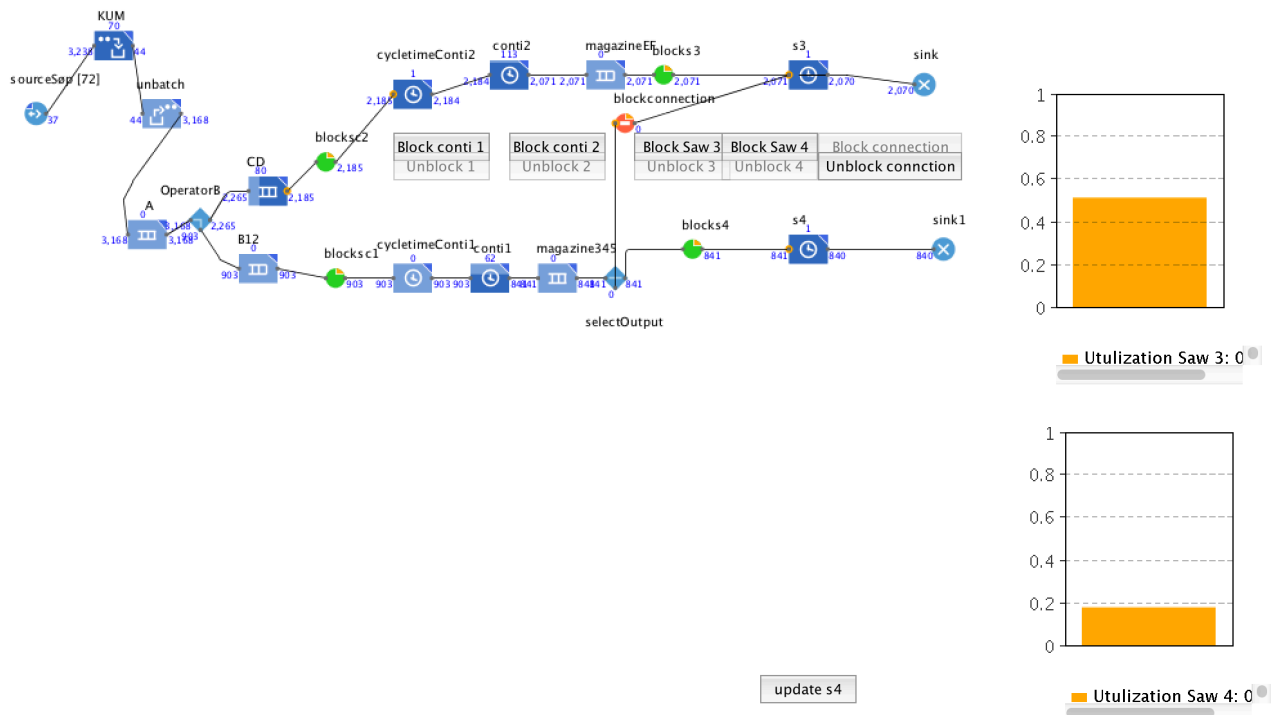 KUM
70
3,238
44
sourceSøp [72]
37
unbatch
44
3,168
A
0
3,168
3,168
OperatorB
3,168
2,265
903
CD
80
2,265
2,185
B12
0
903
903
blocksc2
2,185
blocksc1
903
cycletimeConti2
1
2,185
2,184
conti2
113
2,184
2,071
magazineEF
0
2,071
2,071
blocks3
2,071
s3
1
2,071
2,070
sink
2,070
blockconnection
0
Block conti 1
Unblock 1
Block conti 2
Unblock 2
Block Saw 3
Unblock 3
Block Saw 4
Unblock 4
Block connection
Unblock connction
cycletimeConti1
0
903
903
conti1
62
903
841
magazine345
0
841
841
841
841
0
selectOutput
blocks4
841
s4
1
841
840
sink1
840
1
0.8
0.6
0.4
0.2
0
Utulization Saw 3: 0
1
0.8
0.6
0.4
0.2
0
Utulization Saw 4: 0
update s4